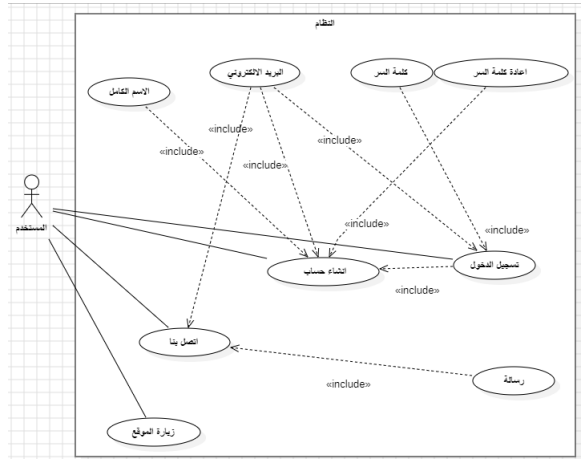 النظام
البريد الالكتروني
كلمة السر
اعادة كلمة السر
الاسم الكامل
«include»
«include»
«include»
«include»
المستخدم
«include»
«include»
انشاء حساب
تسجيل الدخول
«include»
اتصل بنا
«include»
رسالة
زيارة الموقع